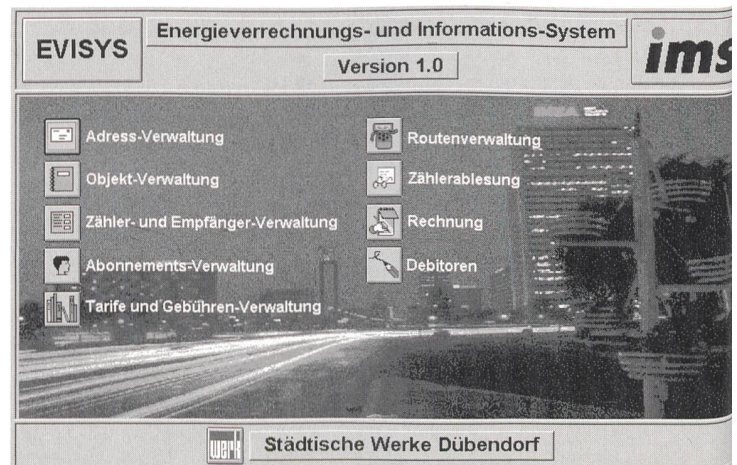 EVISYS
Energieverrechnungs- und Informations-System
Version 1.0
ims
Adress-Verwaltung
Objekt-Verwaltung
Zähler- und Empfänger-Verwaltung
Abonnements-Verwaltung
Tarife und Gebühren-Verwaltung
Routenverwaltung
Zählerablesung
Rechnung
Debitoren
werk
Städtische Werke Dübendorf